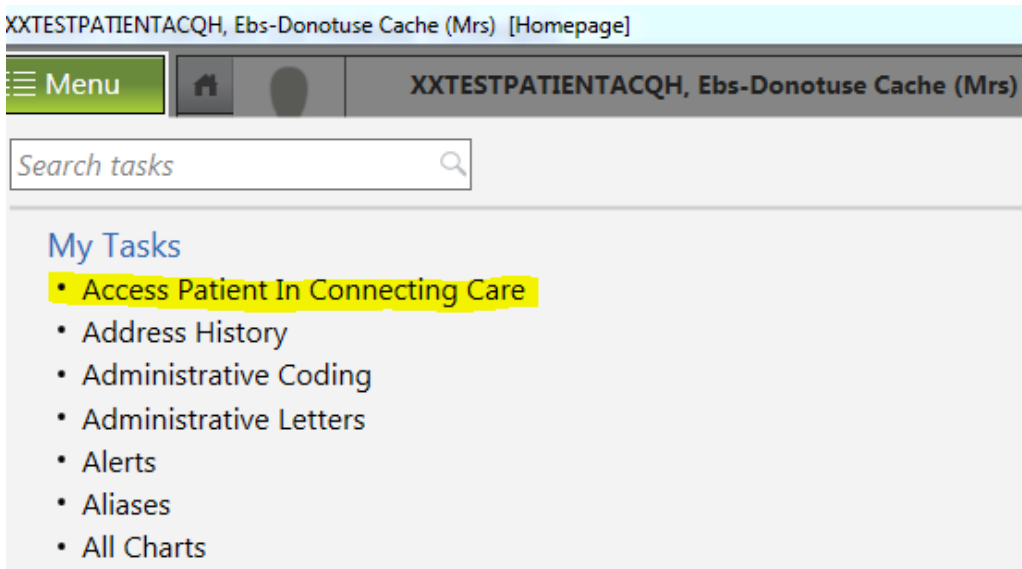 XXTESTPATIENTACQH, Ebs-Donotuse Cache (Mrs) [Homepage]
Menu XXTESTPATIENTACQH, Ebs-Donotuse Cache (Mrs)
Search tasks
My Tasks
• Access Patient In Connecting Care
• Address History
• Administrative Coding
• Administrative Letters
• Alerts
• Aliases
• All Charts